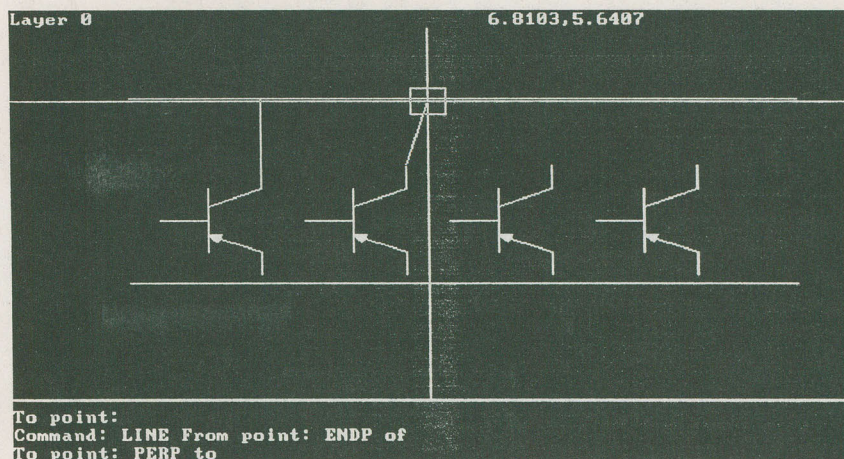 Layer 0
6.8103,5.6407
To point:
Command: LINE From point: ENDP of
To point: PERP to